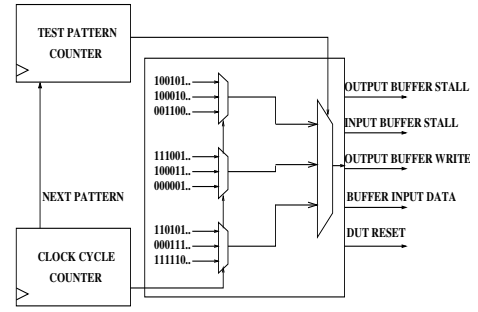 TEST PATTERN
COUNTER
100101..
100010..
001100..
111001..
100011..
000001..
110101..
000111..
111110..
OUTPUT BUFFER STALL
INPUT BUFFER STALL
OUTPUT BUFFER WRITE
BUFFER INPUT DATA
DUT RESET
NEXT PATTERN
CLOCK CYCLE
COUNTER